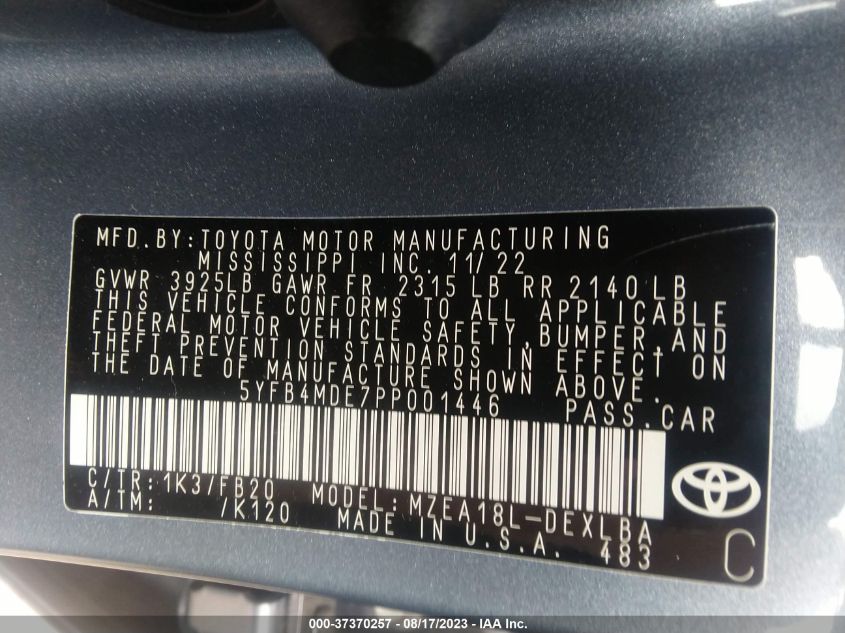 MFD.BY:TOYOTA MOTOR MANUFACTURING
MISSISSIPPI INC. 11/22
GVWR 3925LB GAWR FR 2315 LB RR 2140 LB
THIS VEHICLE CONFORMS TO ALL APPLICABLE
FEDERAL MOTOR VEHICLE SAFETY,BUMPER,AND
THEFT PREVENTION STANDARDS IN EFFECT ON
THE DATE OF MANUFACTURE SHOWN ABOVE.
5YFB4MDE7PP001446 PASS.CAR
C/TR:1K3/FB20 MODEL:MZEA18L-DEXLBA
A/TM: /K120 MADE IN U.S.A. 483
C
000-37370257 - 08/17/2023 - IAA Inc.